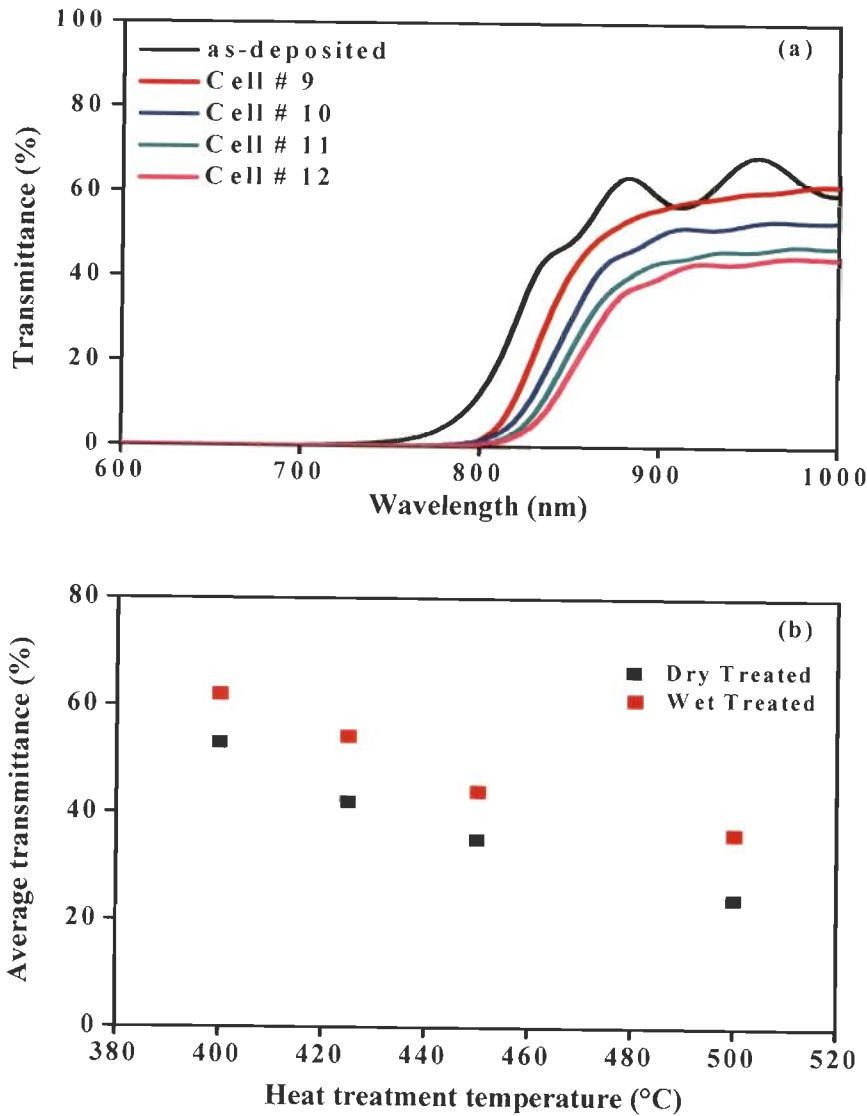 100
80
60
40
20
0
Transmittance (%)
as-deposited
Cell # 9
Cell # 10
Cell # 11
Cell # 12
(a)
600 700 800 900 1000
Wavelength (nm)
80
60
40
20
0
Average transmittance (%)
(b)
Dry Treated
Wet Treated
380 400 420 440 460 480 500 520
Heat treatment temperature (°C)